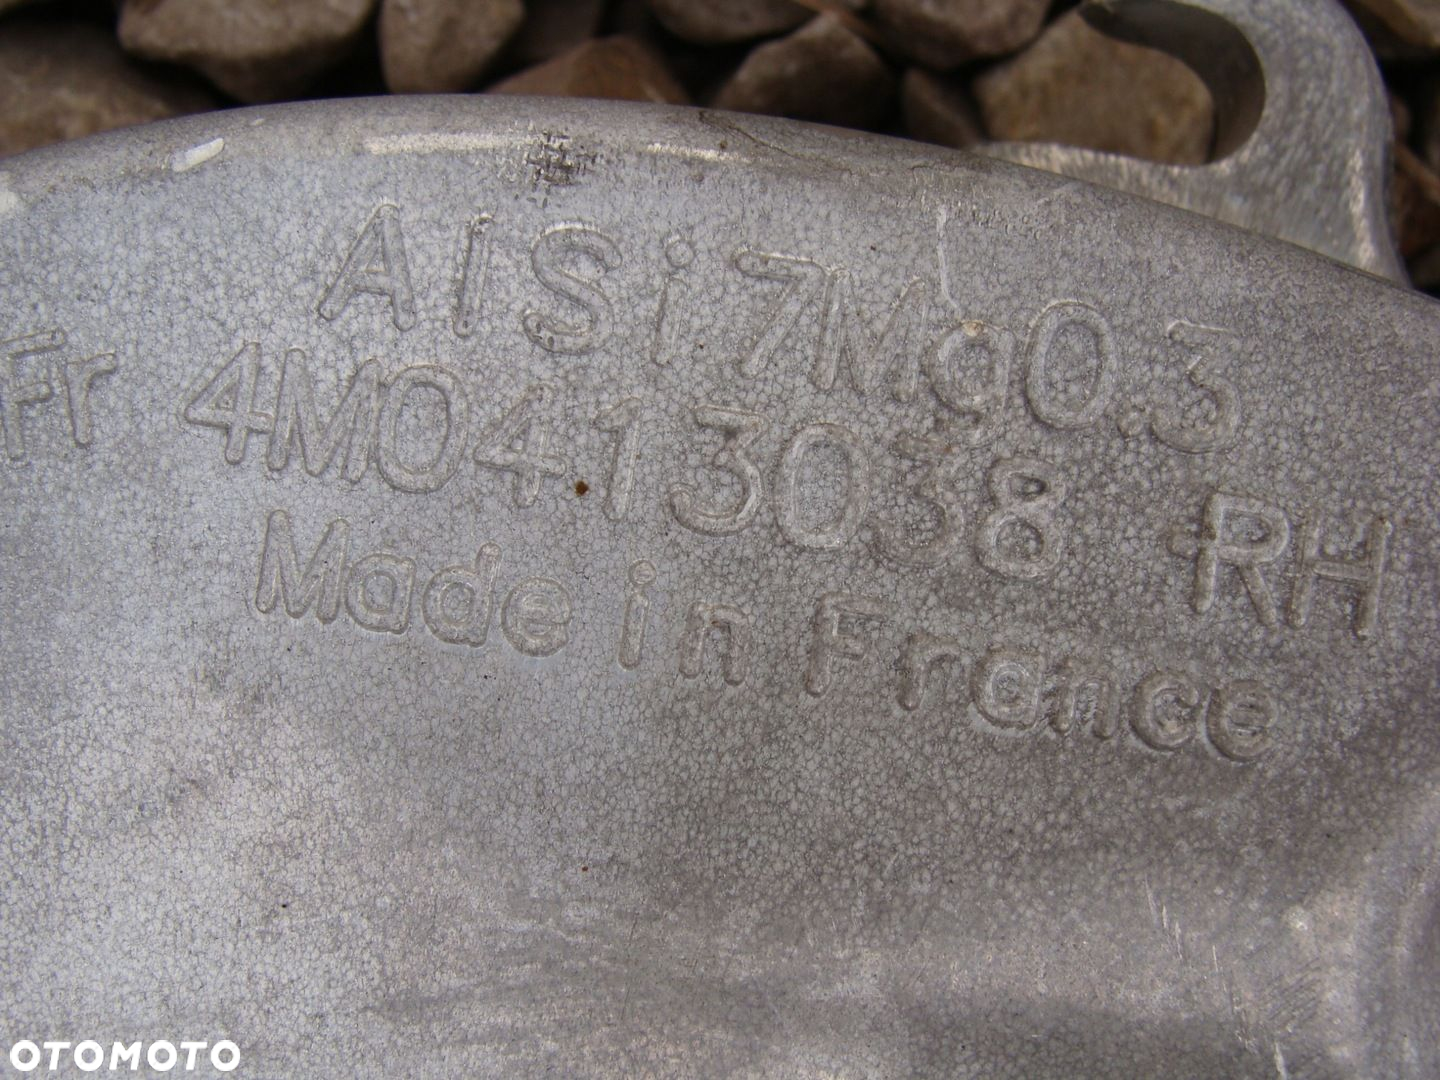 AlSi7Mg0.3
Fr 4M0413038 RH
Made in France
OTOMOTO